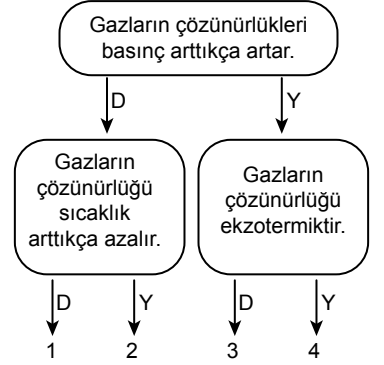 Gazların çözünürlükleri
basınç arttıkça artar.
D
Y
Gazların
çözünürlüğü
sıcaklık
arttıkça azalır.
Gazların
çözünürlüğü
ekzotermiktir.
D
Y
D
Y
1
2
3
4